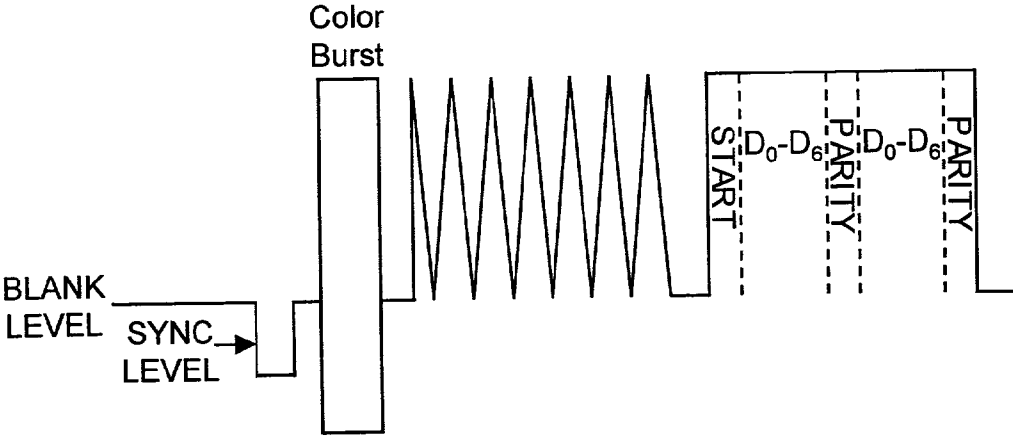 Color
Burst
BLANK
LEVEL
SYNC
LEVEL
START
D₀-D₆
PARITY
D₀-D₆
PARITY